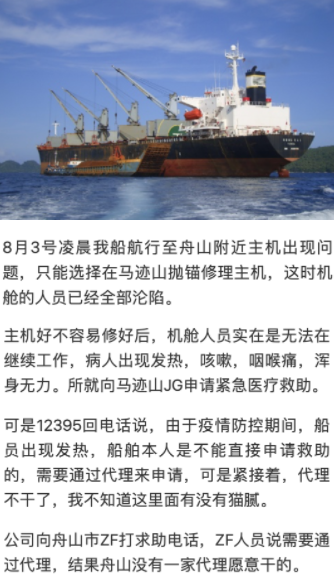 8月3号凌晨我船航行至舟山附近主机出现问
题，只能选择在马迹山抛锚修理主机，这时机
舱的人员已经全部沦陷。
主机好不容易修好后，机舱人员实在是无法在
继续工作，病人出现发热，咳嗽，咽喉痛，浑
身无力。所就向马迹山JG申请紧急医疗救助。
可是12395回电话说，由于疫情防控期间，船
员出现发热，船舶本人是不能直接申请救助
的，需要通过代理来申请，可是紧接着，代理
不干了，我不知道这里面有没有猫腻。
公司向舟山市ZF打求助电话，ZF人员说需要通
过代理，结果舟山没有一家代理愿意干的。